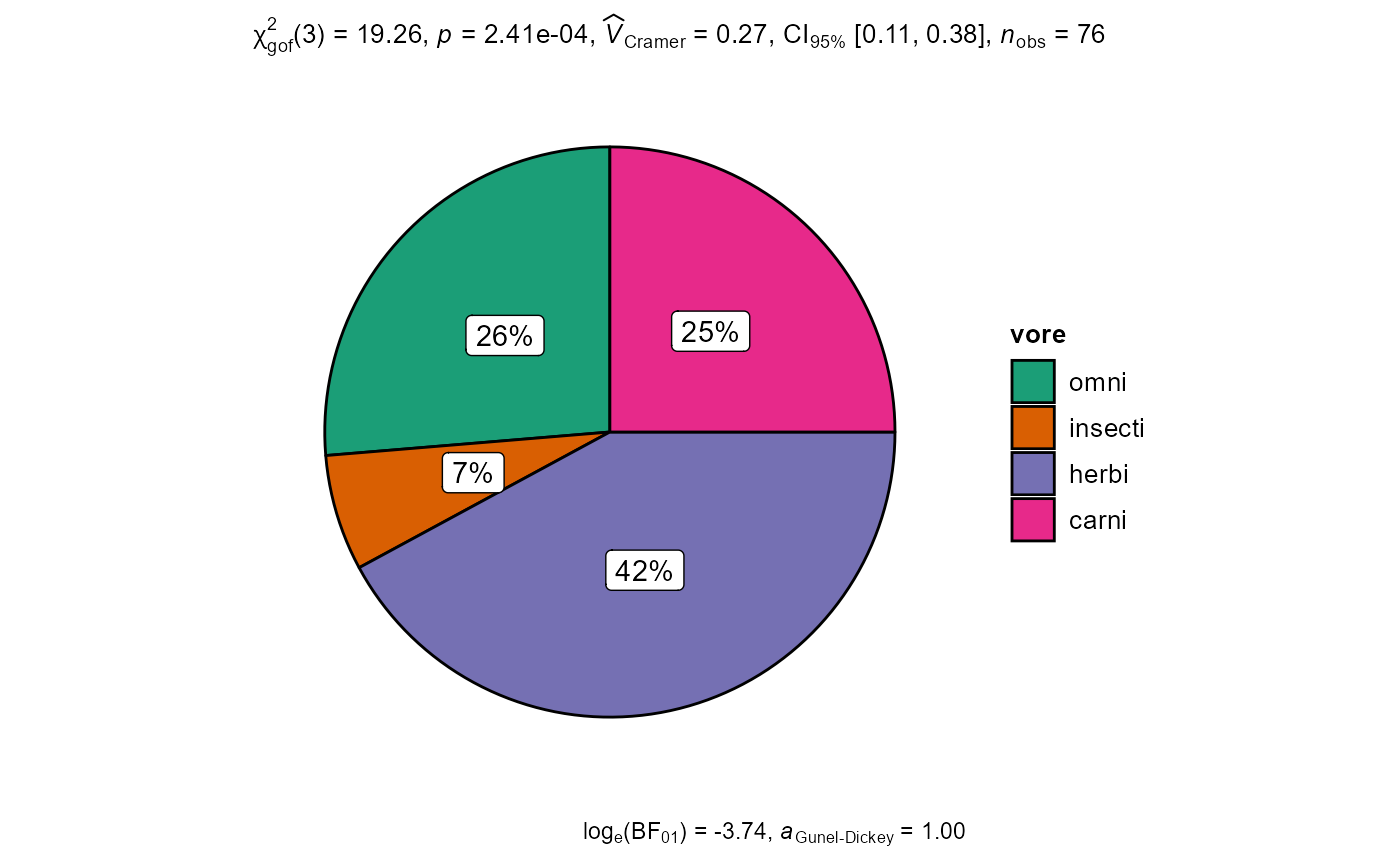 χ²gof(3) = 19.26, p = 2.41e-04, V̂Cramer = 0.27, CI95% [0.11, 0.38], nobs = 76
26%
25%
7%
42%
vore
omni
insecti
herbi
carni
loge(BF01) = -3.74, aGunel-Dickey = 1.00